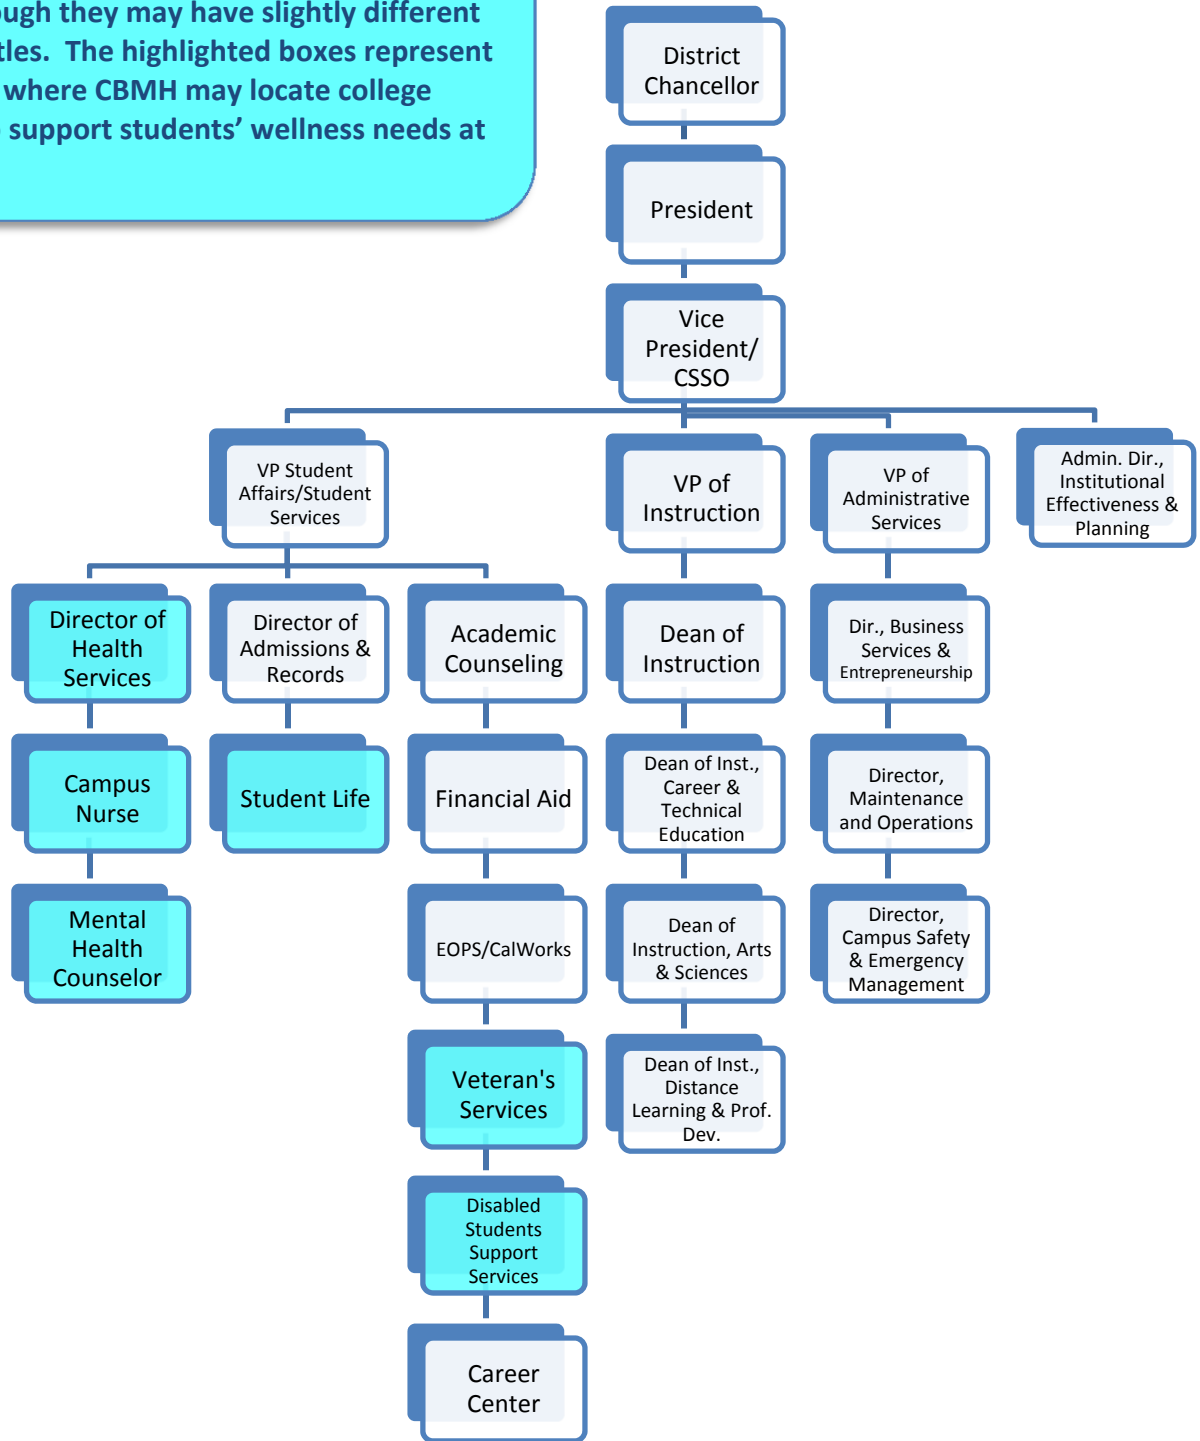 ough they may have slightly different
tles.  The highlighted boxes represent
where CBMH may locate college
support students’ wellness needs at
District
Chancellor
President
Vice
President/
CSSO
VP Student
Affairs/Student
Services
VP of
Instruction
VP of
Administrative
Services
Admin. Dir.,
Institutional
Effectiveness &
Planning
Director of
Health
Services
Director of
Admissions &
Records
Academic
Counseling
Dean of
Instruction
Dir., Business
Services &
Entrepreneurship
Campus
Nurse
Student Life
Financial Aid
Dean of Inst.,
Career &
Technical
Education
Director,
Maintenance
and Operations
Mental
Health
Counselor
EOPS/CalWorks
Dean of
Instruction, Arts
& Sciences
Director,
Campus Safety
& Emergency
Management
Veteran's
Services
Dean of Inst.,
Distance
Learning & Prof.
Dev.
Disabled
Students
Support
Services
Career
Center